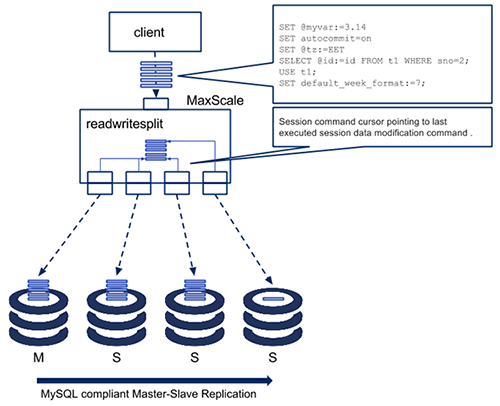 client
SET @myvar:=3.14
SET autocommit=on
SET @tz:=EET
SELECT @id:=id FROM t1 WHERE sno=2;
USE t1;
SET default_week_format:=7;
MaxScale
readwritesplit
Session command cursor pointing to last
executed session data modification command .
M S S S
MySQL compliant Master-Slave Replication